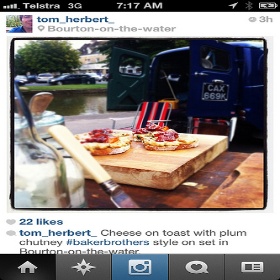 Telstra 3G 7:17 AM
tom_herbert_ 3h
Bourton-on-the-water
CAX
669K
22 likes
tom_herbert_ Cheese on toast with plum
chutney #bakerbrothers style on set in
Bourton-on-the-water